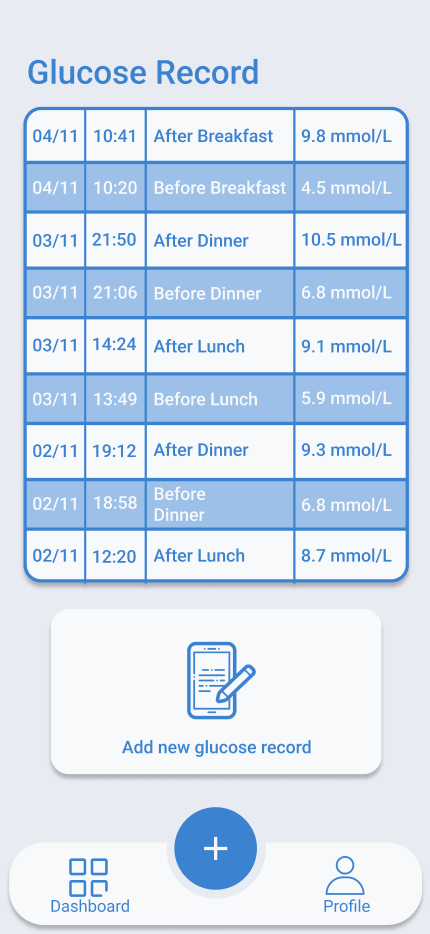 Glucose Record
04/11 10:41 After Breakfast 9.8 mmol/L
04/11 10:20 Before Breakfast 4.5 mmol/L
03/11 21:50 After Dinner 10.5 mmol/L
03/11 21:06 Before Dinner 6.8 mmol/L
03/11 14:24 After Lunch 9.1 mmol/L
03/11 13:49 Before Lunch 5.9 mmol/L
02/11 19:12 After Dinner 9.3 mmol/L
02/11 18:58 Before Dinner 6.8 mmol/L
02/11 12:20 After Lunch 8.7 mmol/L
Add new glucose record
+
Dashboard Profile